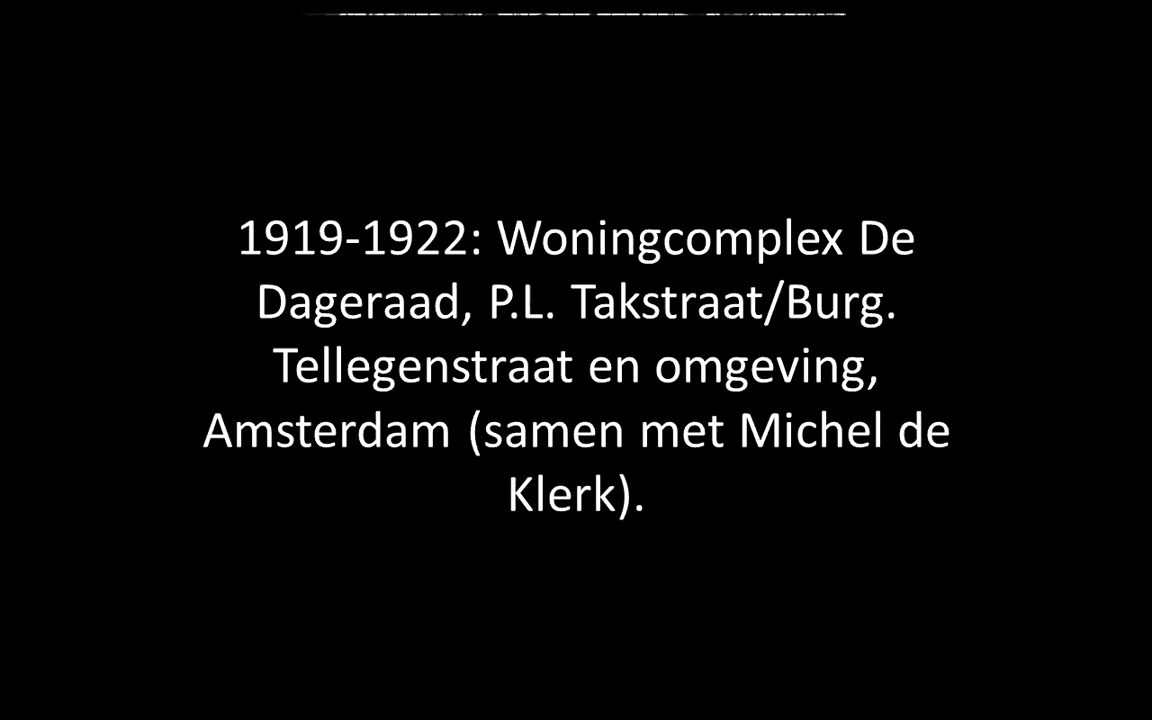 1919-1922: Woningcomplex De
Dageraad, P.L. Takstraat/Burg.
Tellegenstraat en omgeving,
Amsterdam (samen met Michel de
Klerk).